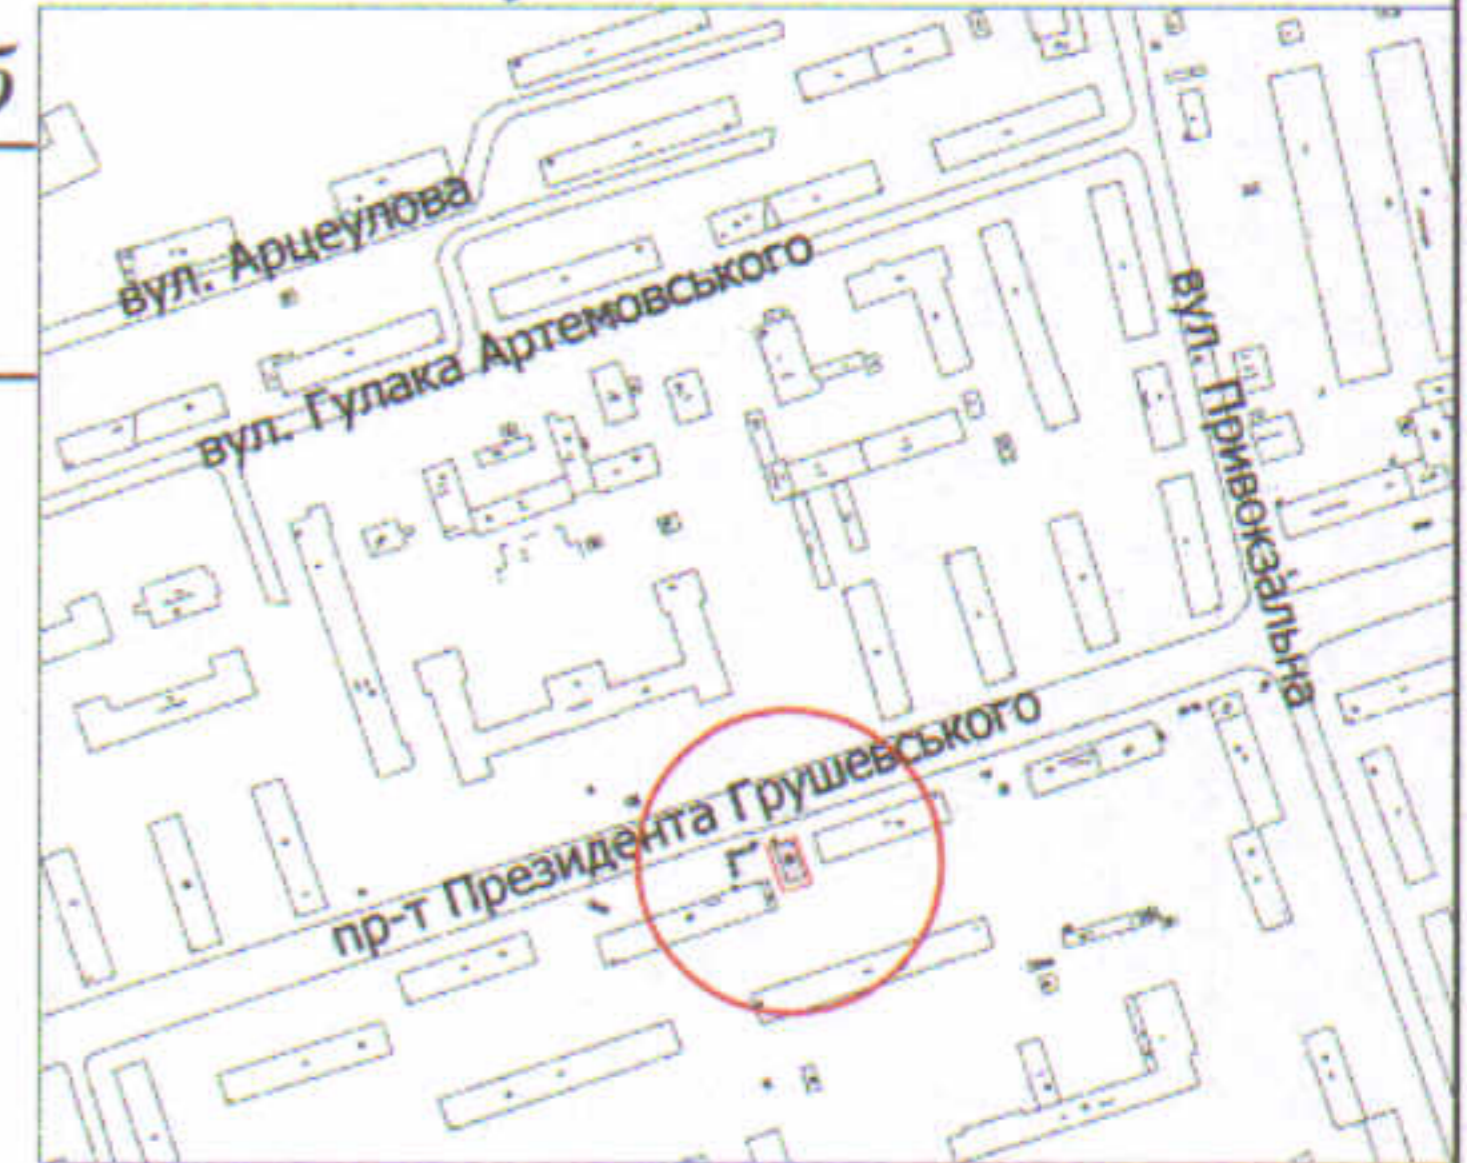 вул. Арцеулова
вул. Гулака Артемовського
вул. Привокзальна
пр-т Президента Грушевського